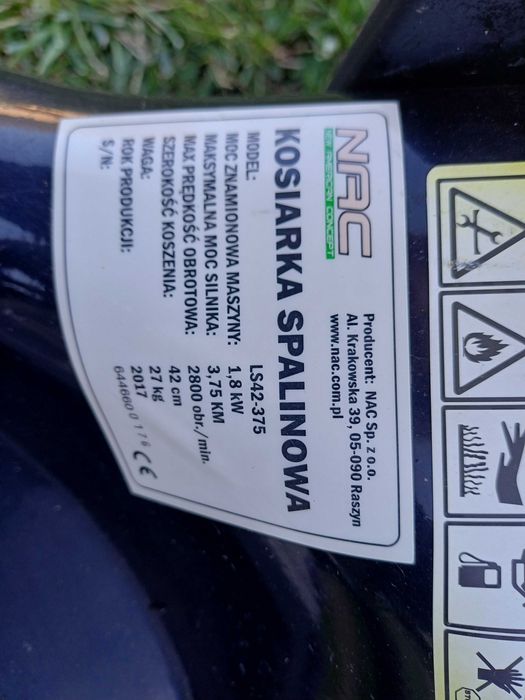 NAC
NEW AMERICAN CONCEPT
Producent: NAC Sp. z o.o.
Al. Krakowska 39, 05-090 Raszyn
www.nac.com.pl
KOSIARKA SPALINOWA
MODEL: LS42-375
MOC ZNAMIONOWA MASZYNY: 1,8 kW
MAKSYMALNA MOC SILNIKA: 3,75 KM
MAX PRĘDKOŚĆ OBROTOWA: 2800 obr./min.
SZEROKOŚĆ KOSZENIA: 42 cm
WAGA: 27 kg
ROK PRODUKCJI: 2017
S/N: 6446600176 CE